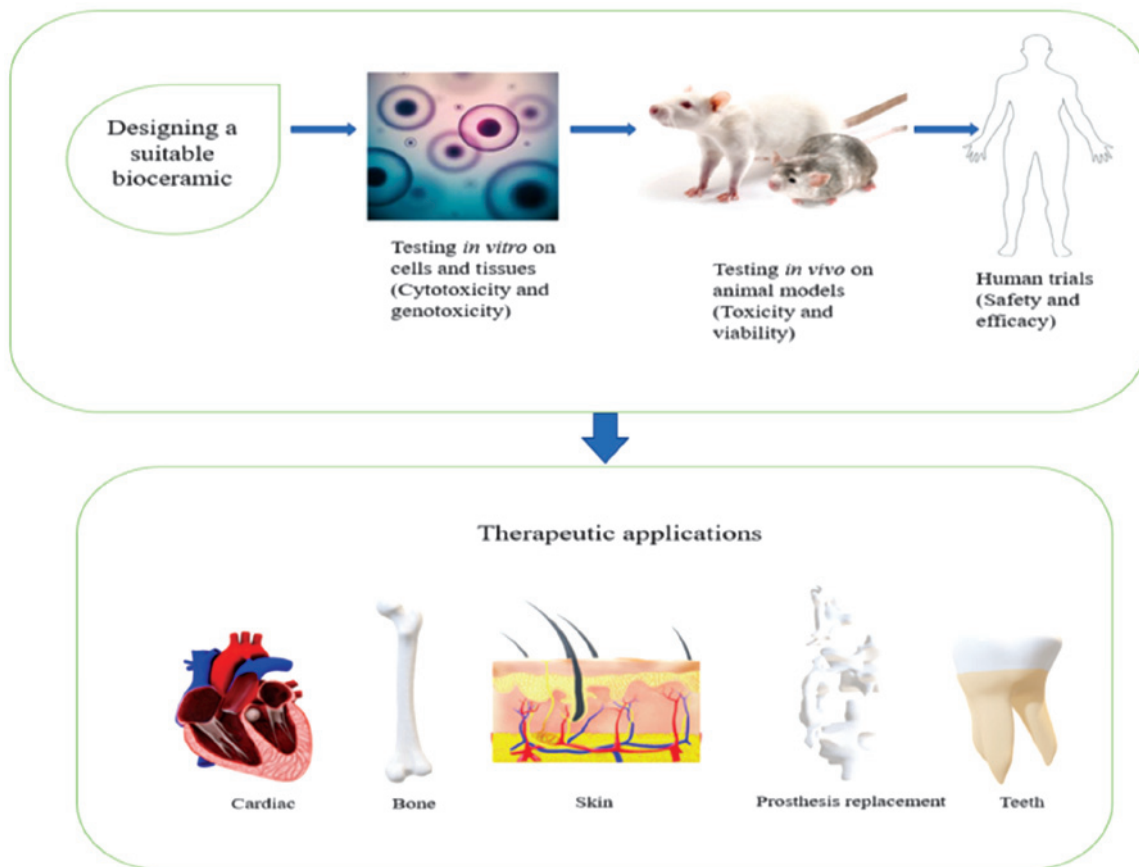 Designing a
suitable
bioceramic
Testing in vitro on
cells and tissues
(Cytotoxicity and
genotoxicity)
Testing in vivo on
animal models
(Toxicity and
viability)
Human trials
(Safety and
efficacy)
Therapeutic applications
Cardiac
Bone
Skin
Prosthesis replacement
Teeth